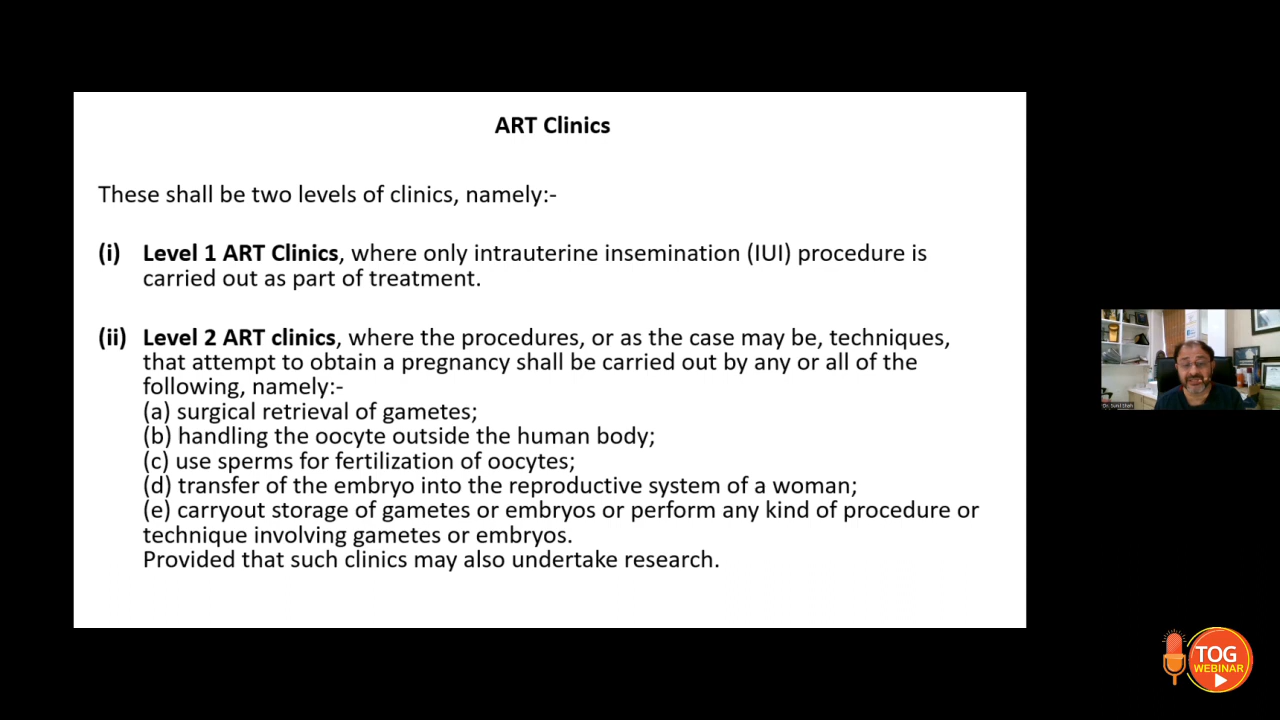 ART Clinics
These shall be two levels of clinics, namely:-
(i) Level 1 ART Clinics, where only intrauterine insemination (IUI) procedure is
carried out as part of treatment.
(ii) Level 2 ART clinics, where the procedures, or as the case may be, techniques,
that attempt to obtain a pregnancy shall be carried out by any or all of the
following, namely:-
(a) surgical retrieval of gametes;
(b) handling the oocyte outside the human body;
(c) use sperms for fertilization of oocytes;
(d) transfer of the embryo into the reproductive system of a woman;
(e) carryout storage of gametes or embryos or perform any kind of procedure or
technique involving gametes or embryos.
Provided that such clinics may also undertake research.
Dr. Sunil Shah
TOG
WEBINAR